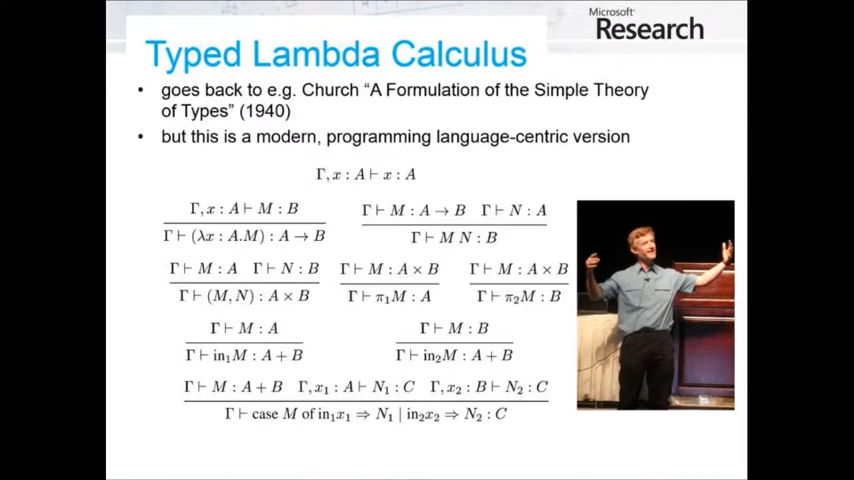 Microsoft
Research
Typed Lambda Calculus
• goes back to e.g. Church “A Formulation of the Simple Theory
of Types” (1940)
• but this is a modern, programming language-centric version
Γ, x : A ⊢ x : A
Γ, x : A ⊢ M : B
Γ ⊢ (λx : A.M) : A → B
Γ ⊢ M : A → B Γ ⊢ N : A
Γ ⊢ M N : B
Γ ⊢ M : A Γ ⊢ N : B
Γ ⊢ (M, N) : A × B
Γ ⊢ M : A × B
Γ ⊢ π₁M : A
Γ ⊢ M : A × B
Γ ⊢ π₂M : B
Γ ⊢ M : A
Γ ⊢ in₁M : A + B
Γ ⊢ M : B
Γ ⊢ in₂M : A + B
Γ ⊢ M : A + B Γ, x₁ : A ⊢ N₁ : C Γ, x₂ : B ⊢ N₂ : C
Γ ⊢ case M of in₁x₁ ⇒ N₁ | in₂x₂ ⇒ N₂ : C